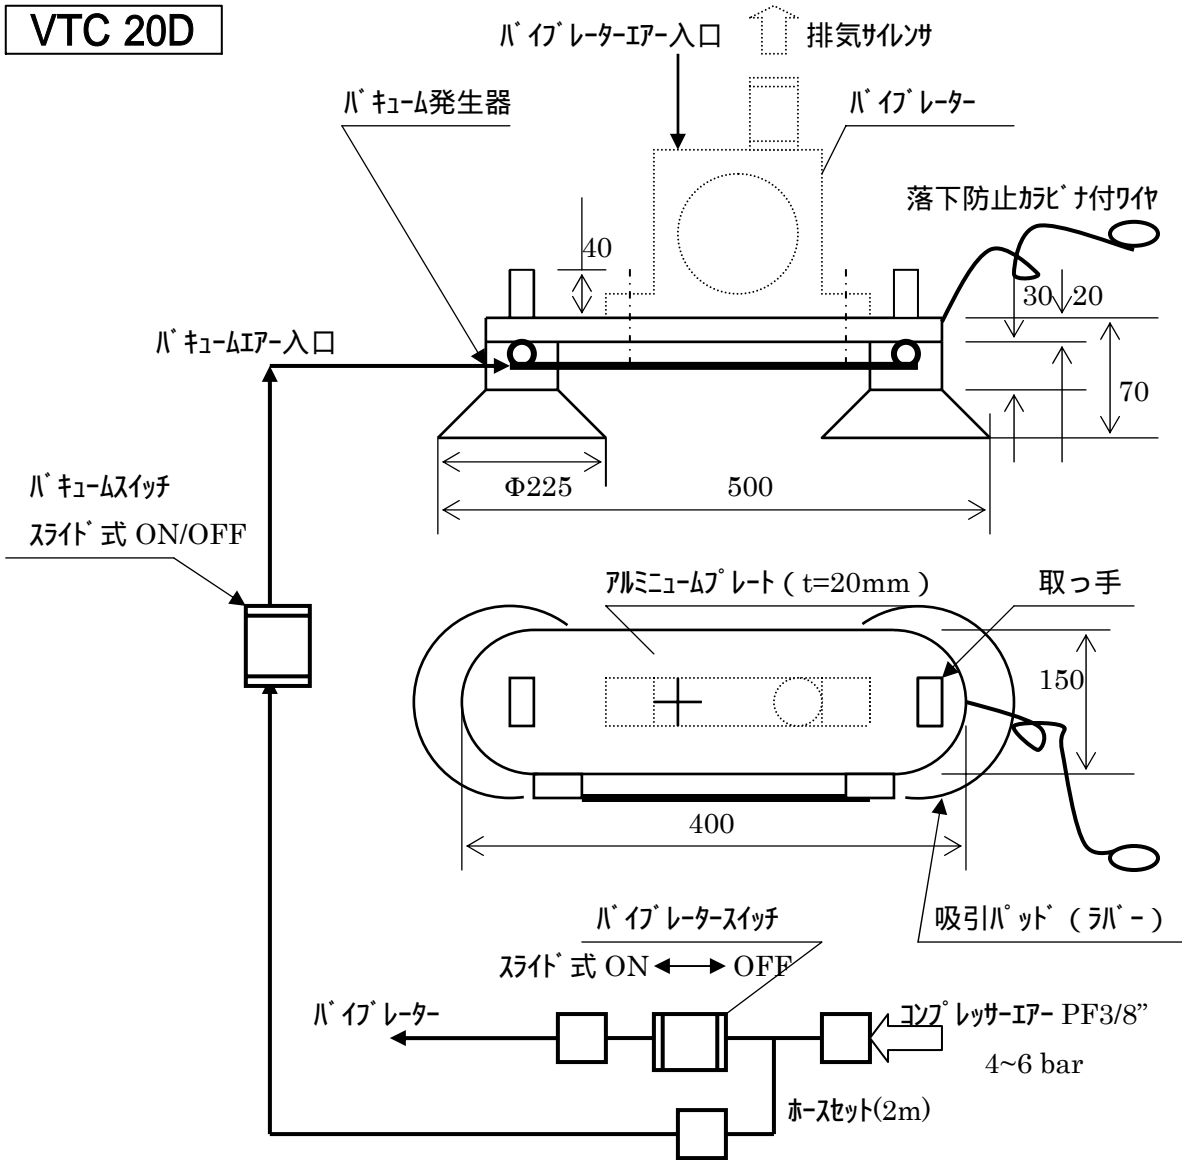 VTC 20D
バイブレーターエアー入口
排気サイレンサ
バキューム発生器
バイブレーター
落下防止カラビナ付ワイヤ
40
30
20
バキュームエアー入口
70
Φ225
500
バキュームスイッチ
スライド式 ON/OFF
アルミニュームプレート(t=20mm)
取っ手
150
400
バイブレータースイッチ
吸引パッド(ラバー)
スライド式 ON
OFF
バイブレーター
コンプレッサーエアー PF3/8”
4~6 bar
ホースセット(2m)